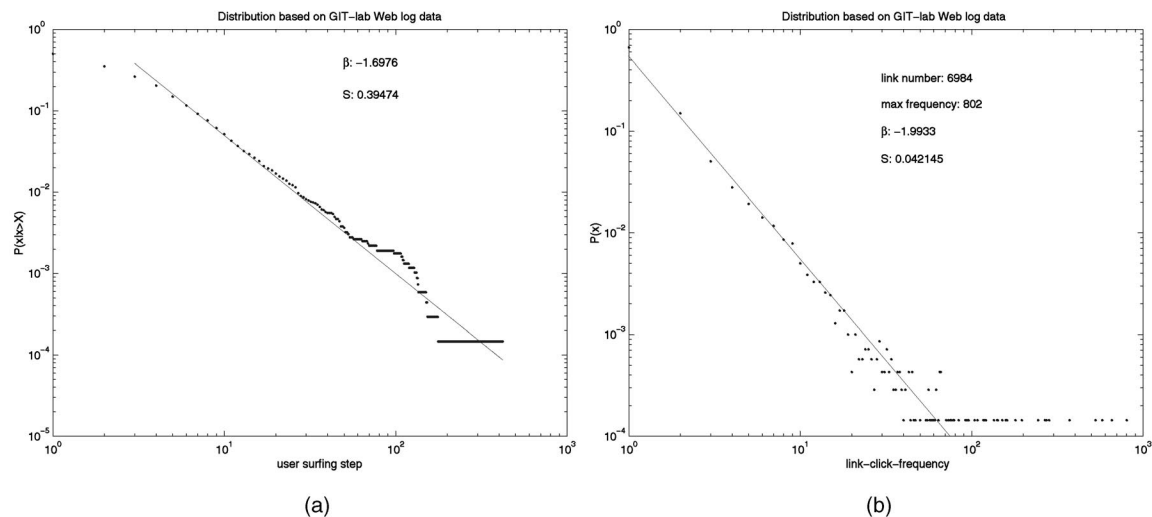 Distribution based on GIT-lab Web log data
10^0
10^-1
10^-2
10^-3
10^-4
10^-5
P(x|x>X)
β: -1.6976
S: 0.39474
10^0 10^1 10^2 10^3
user surfing step
(a)
Distribution based on GIT-lab Web log data
10^0
10^-1
10^-2
10^-3
10^-4
P(x)
link number: 6984
max frequency: 802
β: -1.9933
S: 0.042145
10^0 10^1 10^2 10^3
link-click-frequency
(b)